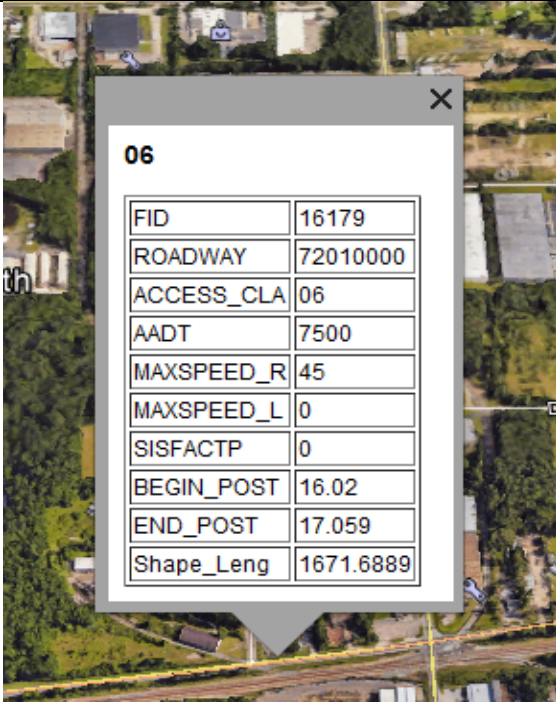 06
FID 16179
ROADWAY 72010000
ACCESS_CLA 06
AADT 7500
MAXSPEED_R 45
MAXSPEED_L 0
SISFACTP 0
BEGIN_POST 16.02
END_POST 17.059
Shape_Leng 1671.6889
th